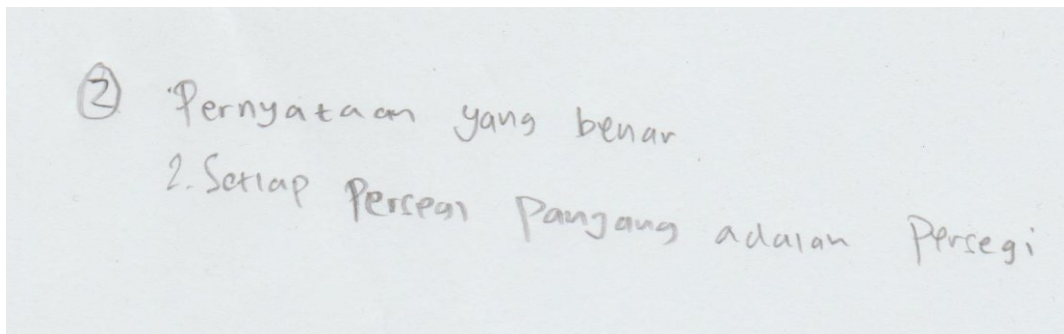 ② Pernyataan yang benar
2. Setiap Persegi Panjang adalah Persegi